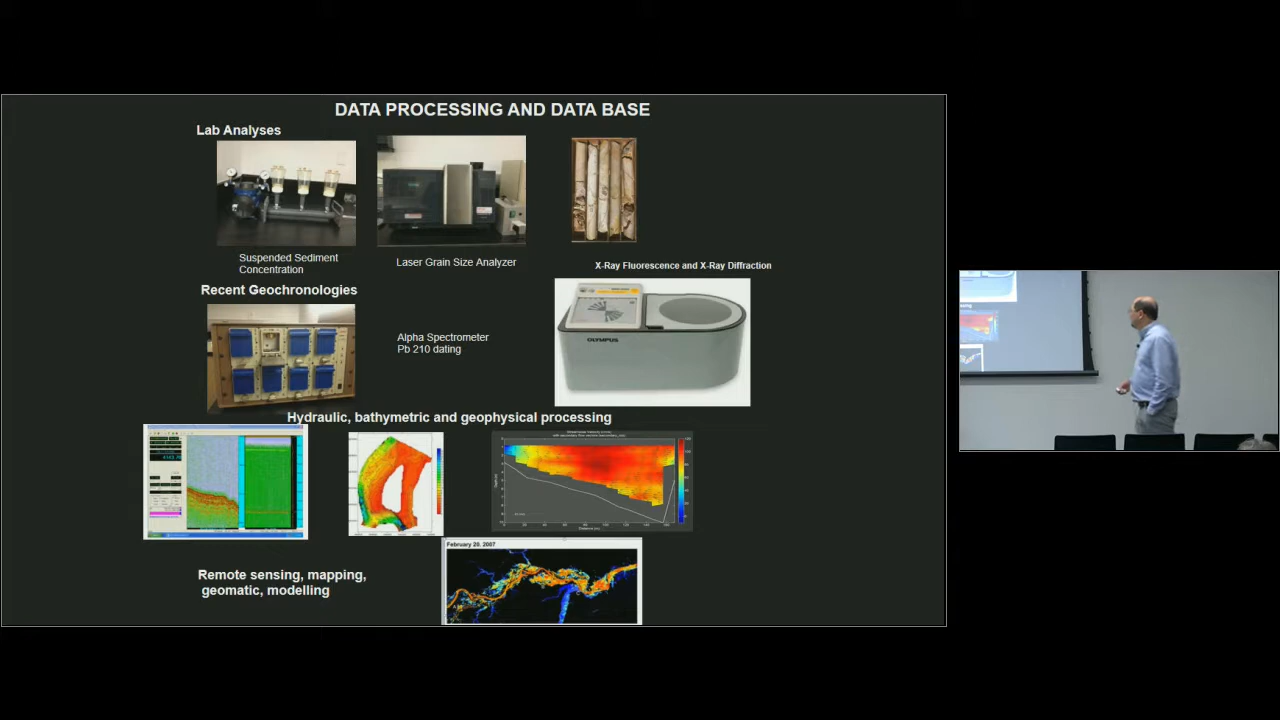 DATA PROCESSING AND DATA BASE
Lab Analyses
Suspended Sediment
Concentration
Laser Grain Size Analyzer
X-Ray Fluorescence and X-Ray Diffraction
Recent Geochronologies
Alpha Spectrometer
Pb 210 dating
OLYMPUS
Hydraulic, bathymetric and geophysical processing
Remote sensing, mapping,
geomatic, modelling
February 20. 2007